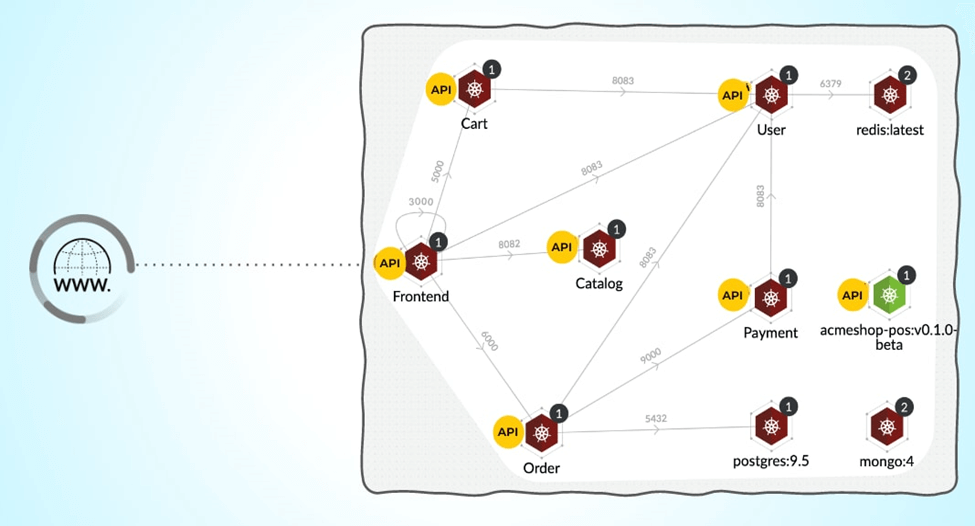 WWW.
API
1
Cart
8083
API
1
User
6379
2
redis:latest
5000
3000
8083
8083
API
1
Frontend
8082
API
1
Catalog
8083
API
1
Payment
API
1
acmeshop-pos:v0.1.0-
beta
6000
9000
API
1
Order
5432
1
postgres:9.5
2
mongo:4